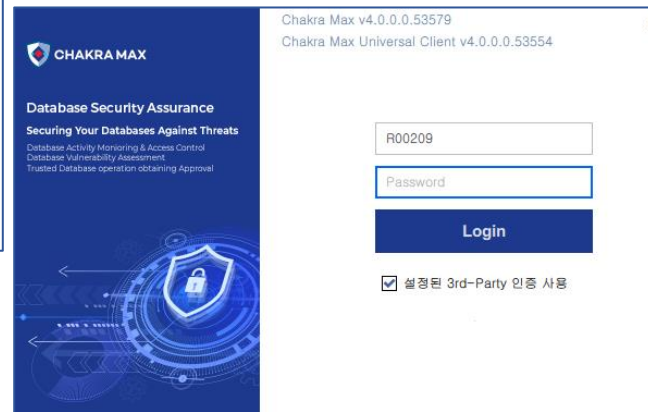 CHAKRA MAX
Database Security Assurance
Securing Your Databases Against Threats
Database Activity Monioring & Access Control
Database Vulnerability Assessment
Trusted Database operation obtaining Approval
Chakra Max v4.0.0.0.53579
Chakra Max Universal Client v4.0.0.0.53554
R00209
Password
Login
설정된 3rd-Party 인증 사용